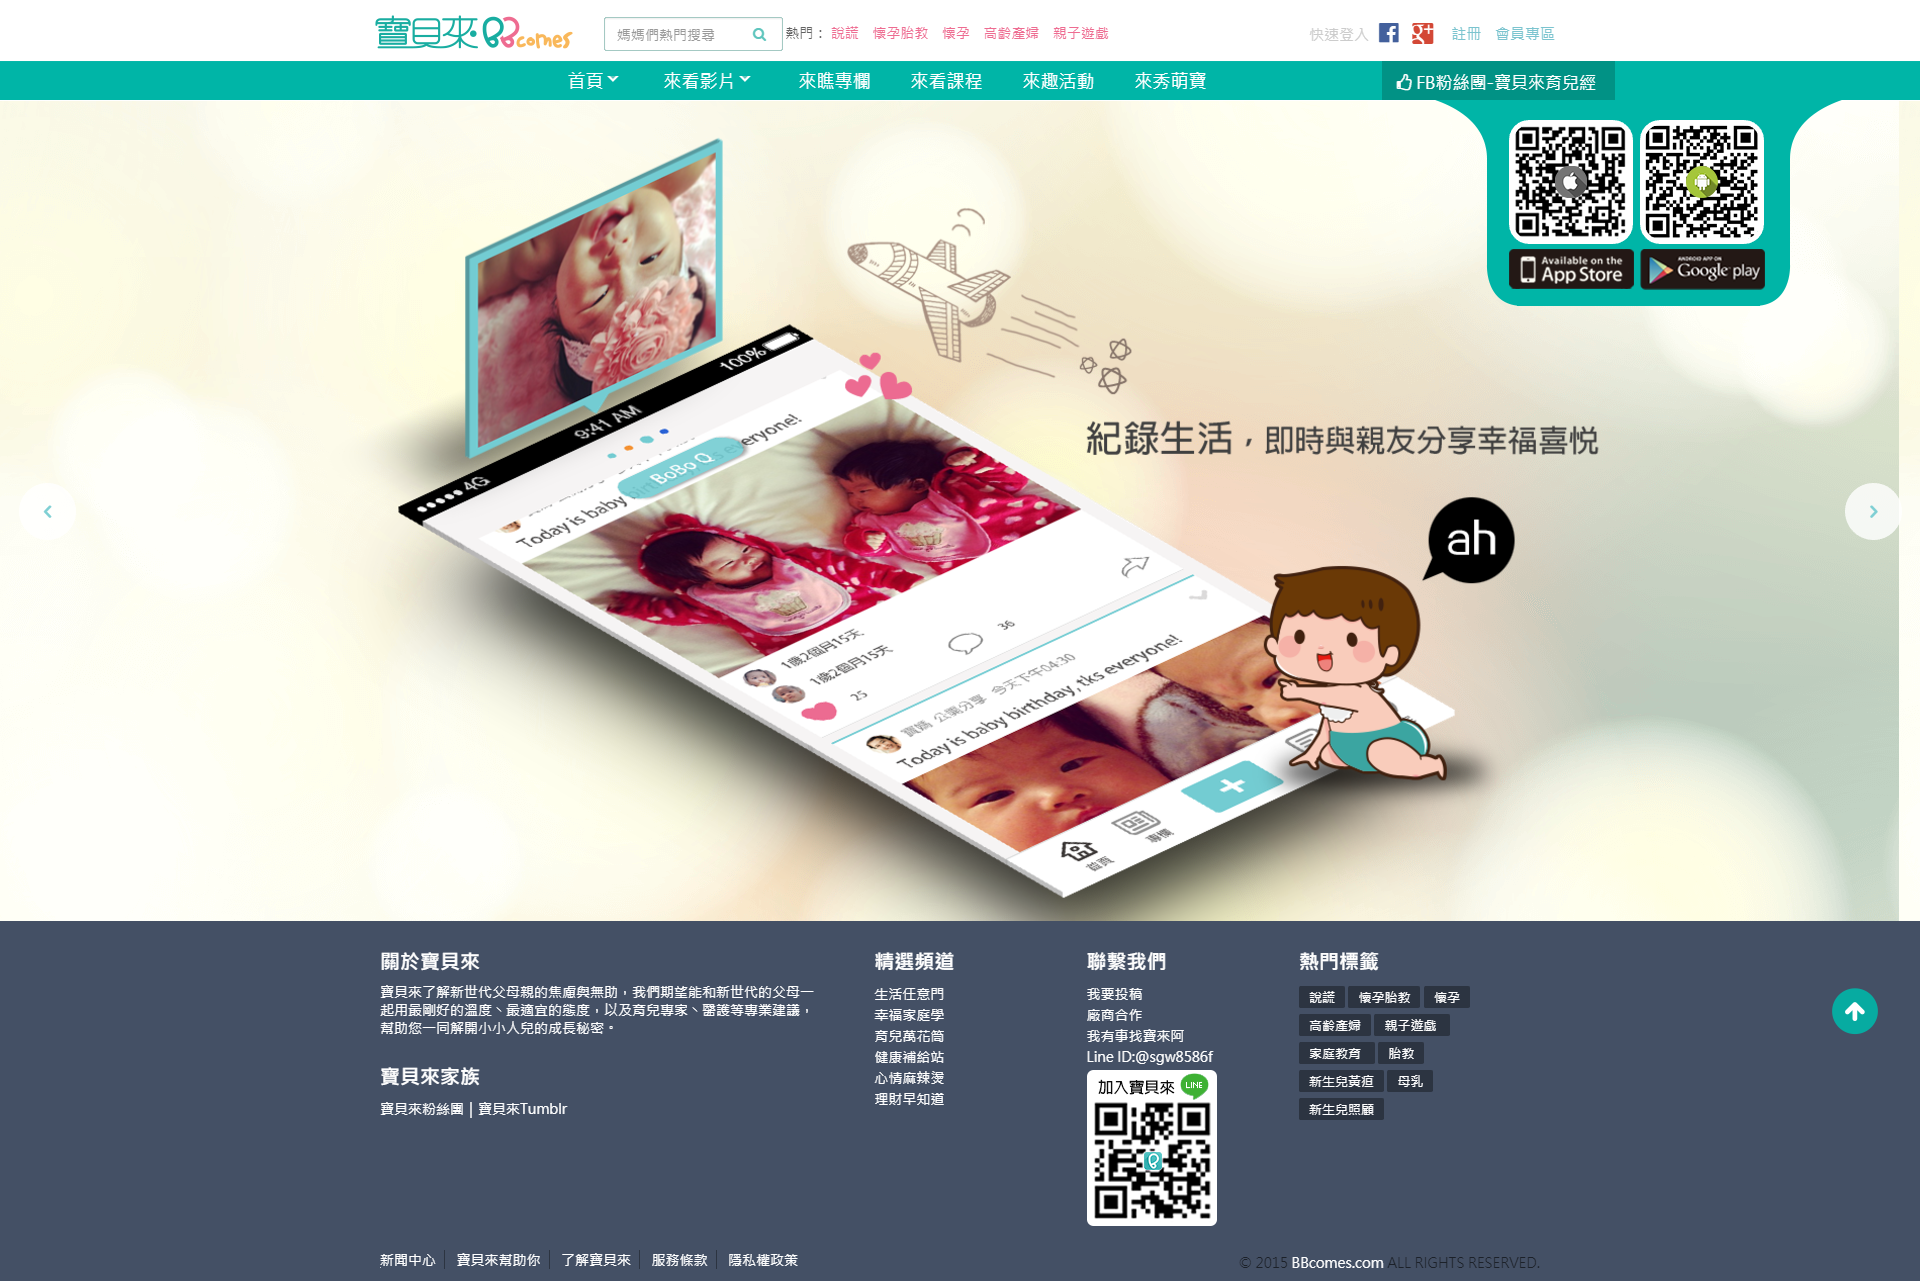 寶貝來 BBcomes
媽媽們熱門搜尋
熱門： 說謊 懷孕胎教 懷孕 高齡產婦 親子遊戲
快速登入 註冊 會員專區
首頁 來看影片 來瞧專欄 來看課程 來趣活動 來秀萌寶
FB粉絲團-寶貝來育兒經
Available on the
App Store
ANDROID APP ON
Google play
100%
9:41 AM
4G
BoBo Q
Today is baby bir everyone!
紀錄生活，即時與親友分享幸福喜悅
ah
1歲2個月15天
1歲2個月15天
25
36
寶媽 公開分享 今天下午04:30
Today is baby birthday, tks everyone!
首頁
專欄
關於寶貝來
寶貝來了解新世代父母親的焦慮與無助，我們期望能和新世代的父母一
起用最剛好的溫度、最適宜的態度，以及育兒專家、醫護等專業建議，
幫助您一同解開小小人兒的成長秘密。
寶貝來家族
寶貝來粉絲團 | 寶貝來Tumblr
精選頻道
生活任意門
幸福家庭學
育兒萬花筒
健康補給站
心情麻辣燙
理財早知道
聯繫我們
我要投稿
廠商合作
我有事找寶來阿
Line ID:@sgw8586f
加入寶貝來 LINE
熱門標籤
說謊 懷孕胎教 懷孕
高齡產婦 親子遊戲
家庭教育 胎教
新生兒黃疸 母乳
新生兒照顧
新聞中心 寶貝來幫助你 了解寶貝來 服務條款 隱私權政策
© 2015 BBcomes.com ALL RIGHTS RESERVED.